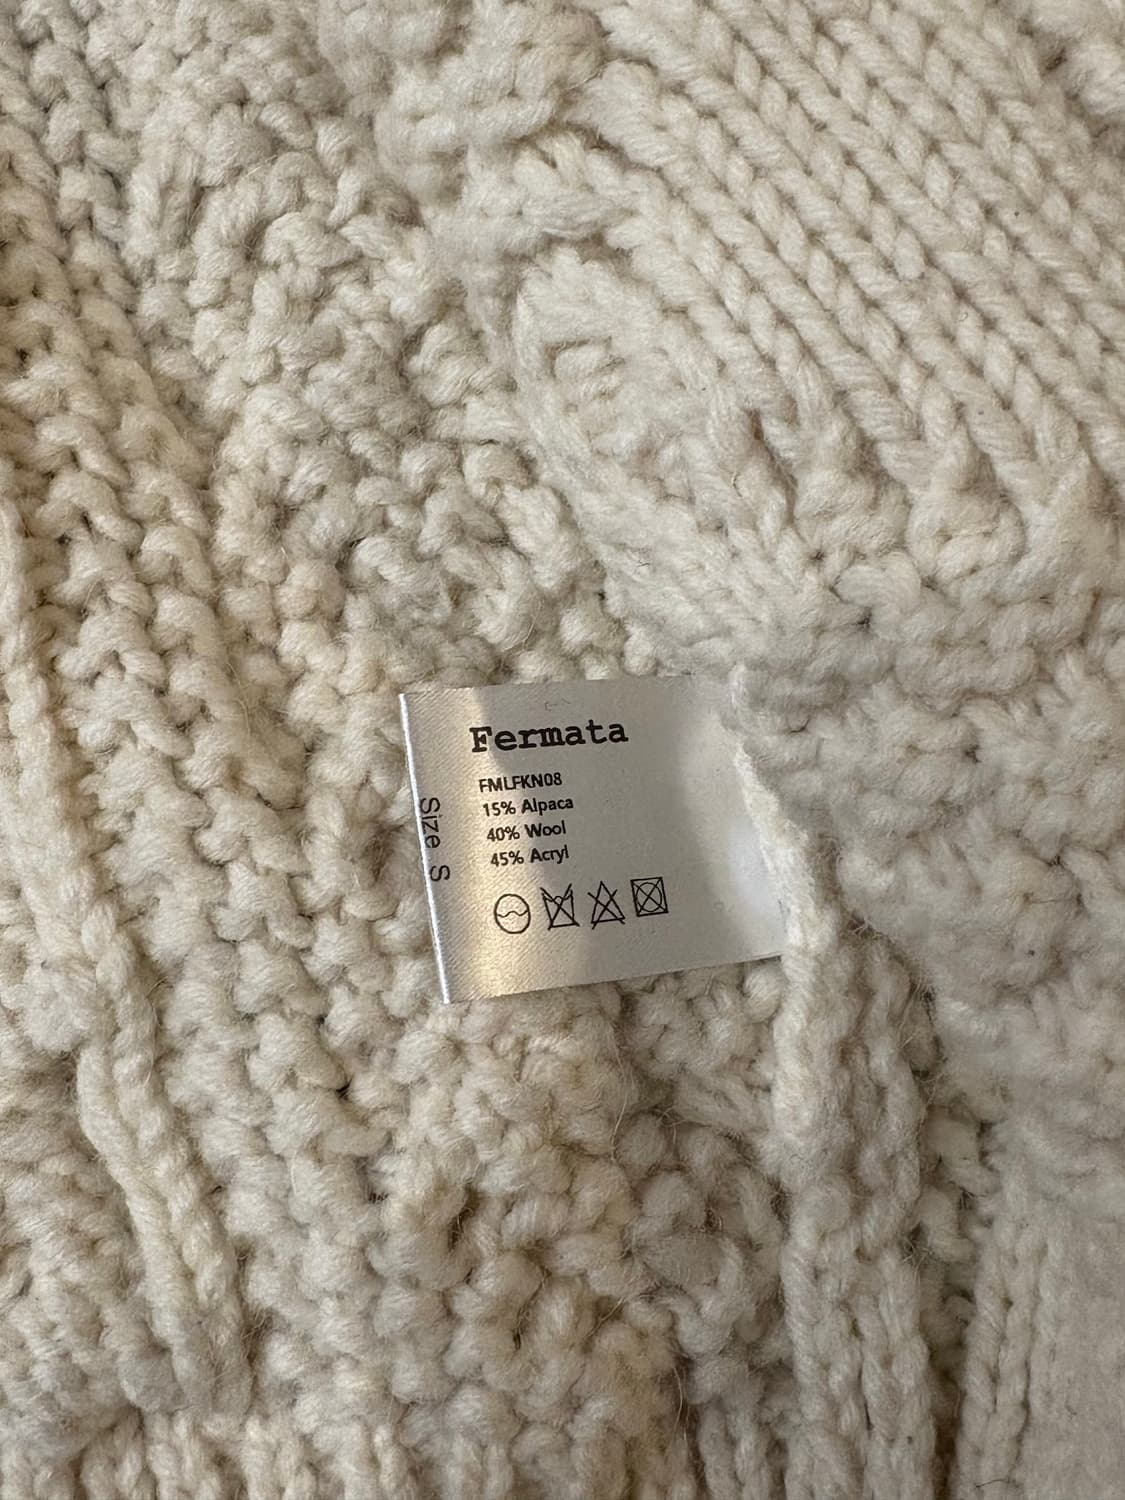 Fermata
FMLFKN08
15% Alpaca
40% Wool
45% Acryl
Size S